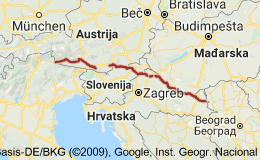 München
Beč
Bratislava
Budimpešta
Austrija
Mađarska
Slovenija
Zagreb
Hrvatska
Beograd
Београд
Basis-DE/BKG (©2009), Google, Inst. Geogr. Nacional